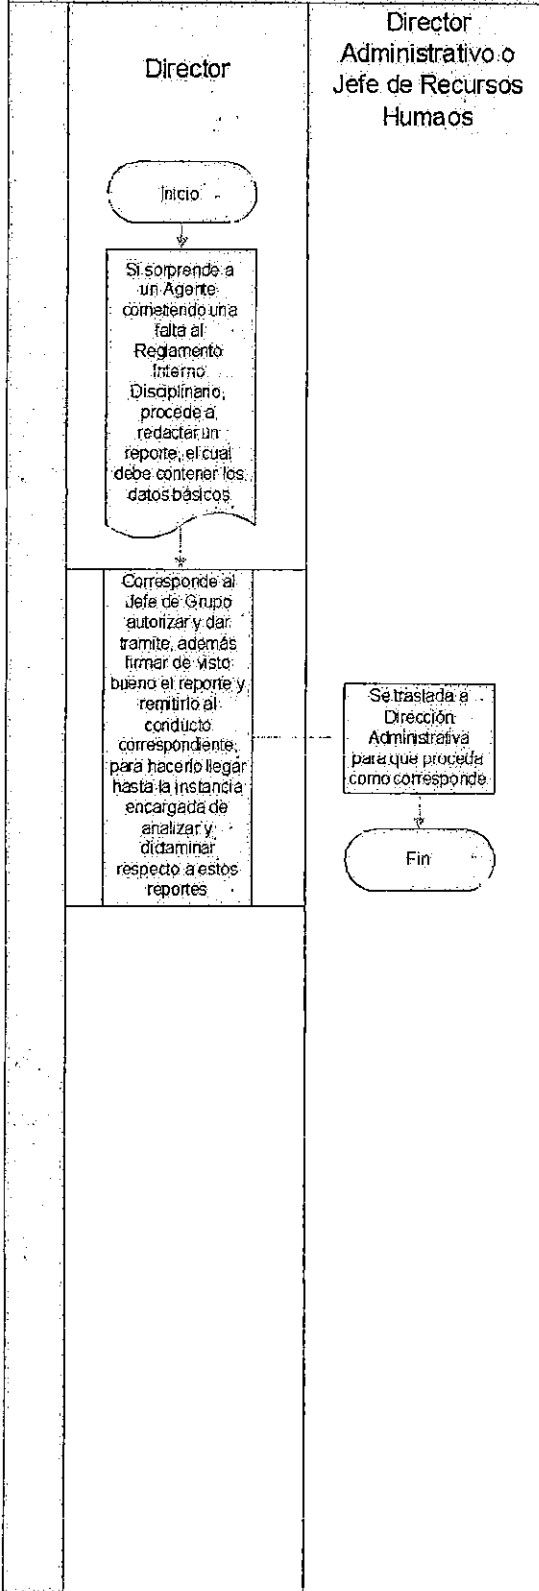 Director
Director
Administrativo o
Jefe de Recursos
Humaos
Inicio
Si sorprende a
un Agente
cometiendo una
falta al
Reglamento
Interno
Disciplinario,
procede a
redactar un
reporte, el cual
debe contener los
datos básicos
Corresponde al
Jefe de Grupo
autorizar y dar
tramite, además
firmar de visto
bueno el reporte y
remitirlo al
conducto
correspondiente,
para hacerlo llegar
hasta la instancia
encargada de
analizar y
dictaminar
respecto a estos
reportes
Se traslada a
Dirección
Administrativa
para que proceda
como corresponde
Fin